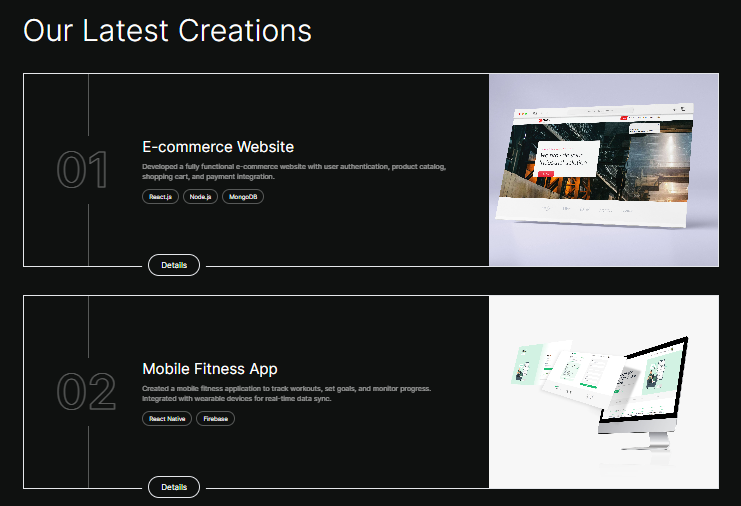 Our Latest Creations
01
E-commerce Website
Developed a fully functional e-commerce website with user authentication, product catalog,
shopping cart, and payment integration.
React.js Node.js MongoDB
Details
02
Mobile Fitness App
Created a mobile fitness application to track workouts, set goals, and monitor progress.
Integrated with wearable devices for real-time data sync.
React Native Firebase
Details